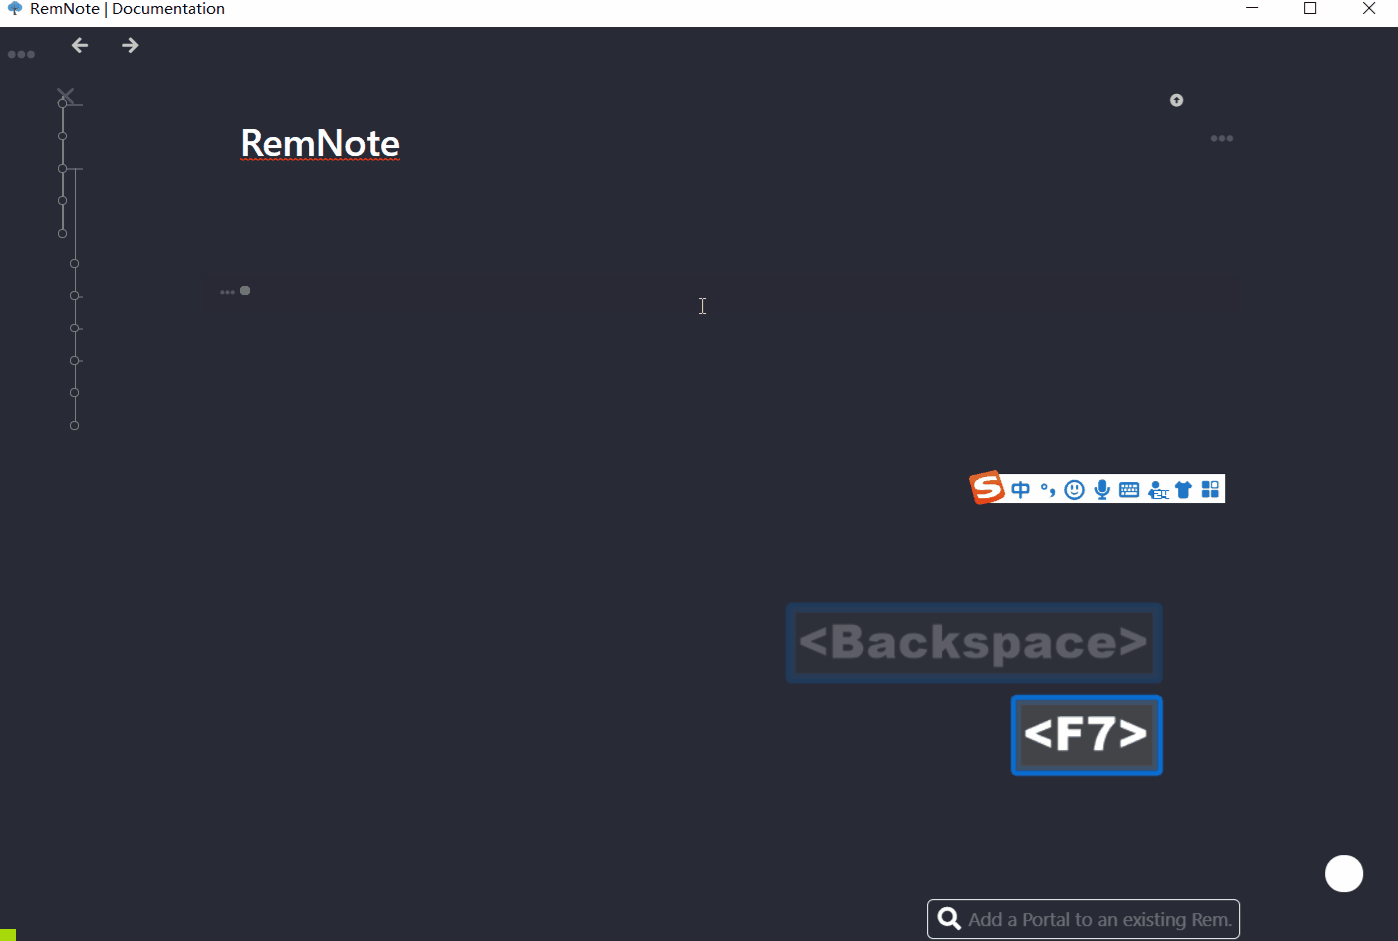 RemNote | Documentation
RemNote
中
<Backspace>
<F7>
Add a Portal to an existing Rem.